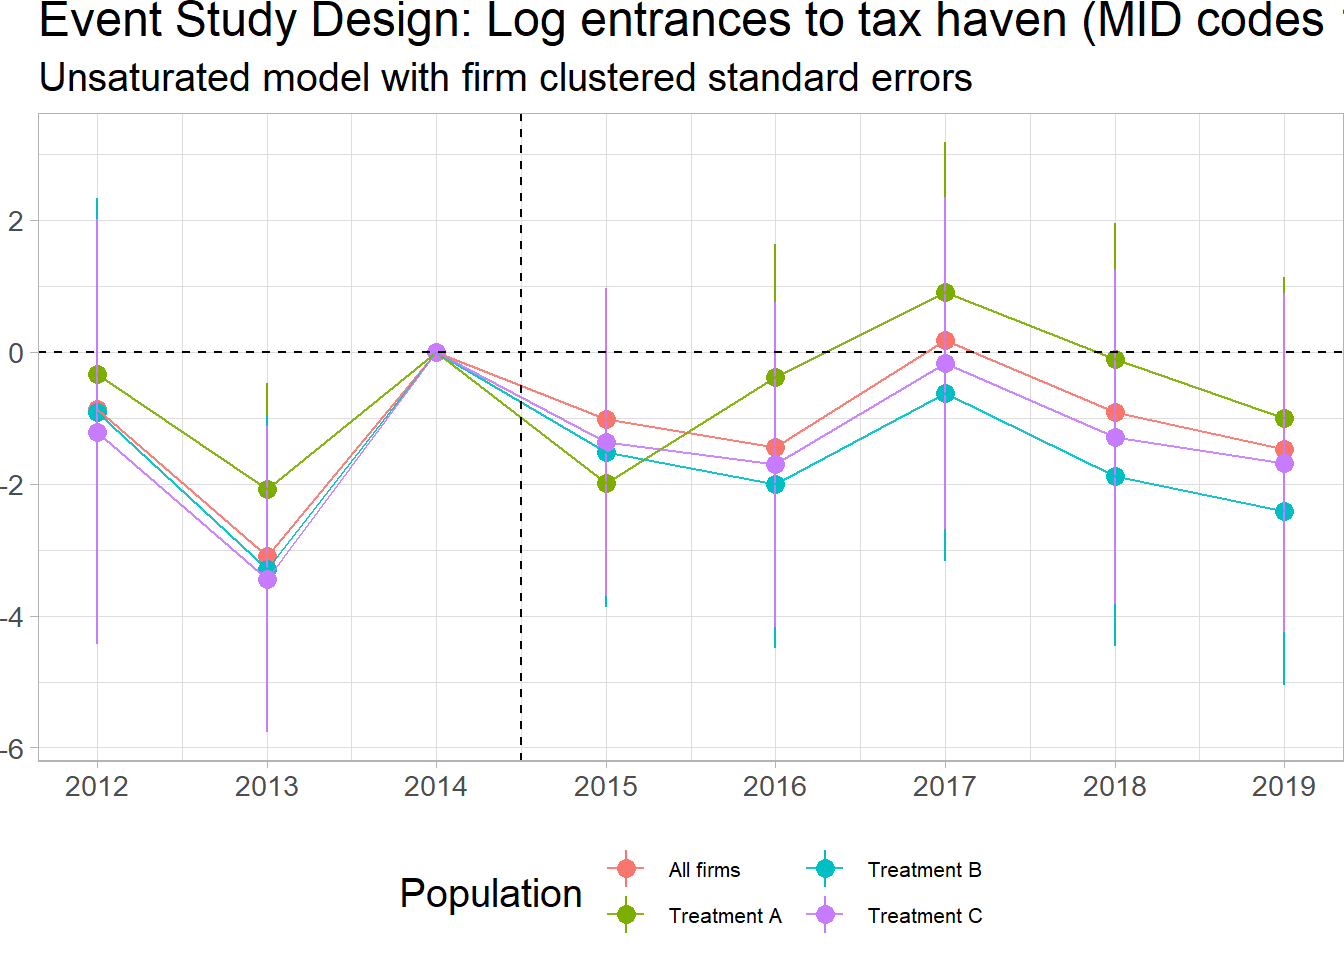 Event Study Design: Log entrances to tax haven (MID codes
Unsaturated model with firm clustered standard errors
2
0
-2
-4
-6
2012 2013 2014 2015 2016 2017 2018 2019
Population
All firms Treatment B
Treatment A Treatment C